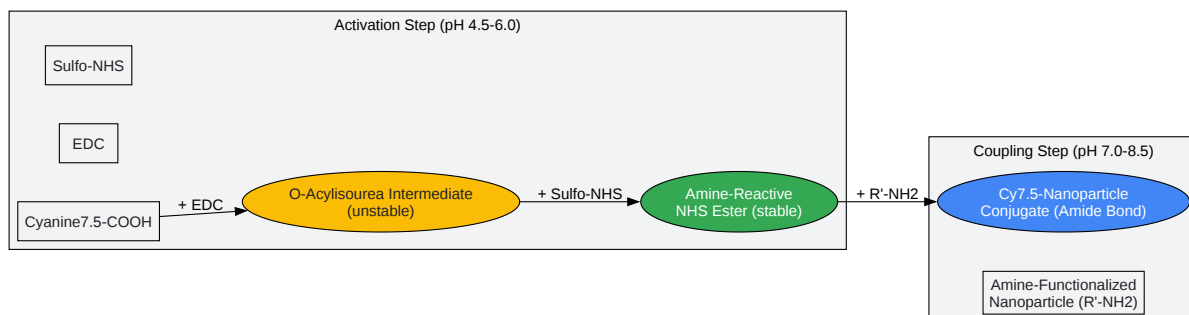 Activation Step (pH 4.5-6.0)
Sulfo-NHS
EDC
Cyanine7.5-COOH
+ EDC
O-Acylisourea Intermediate
(unstable)
+ Sulfo-NHS
Amine-Reactive
NHS Ester (stable)
+ R'-NH2
Coupling Step (pH 7.0-8.5)
Cy7.5-Nanoparticle
Conjugate (Amide Bond)
Amine-Functionalized
Nanoparticle (R'-NH2)